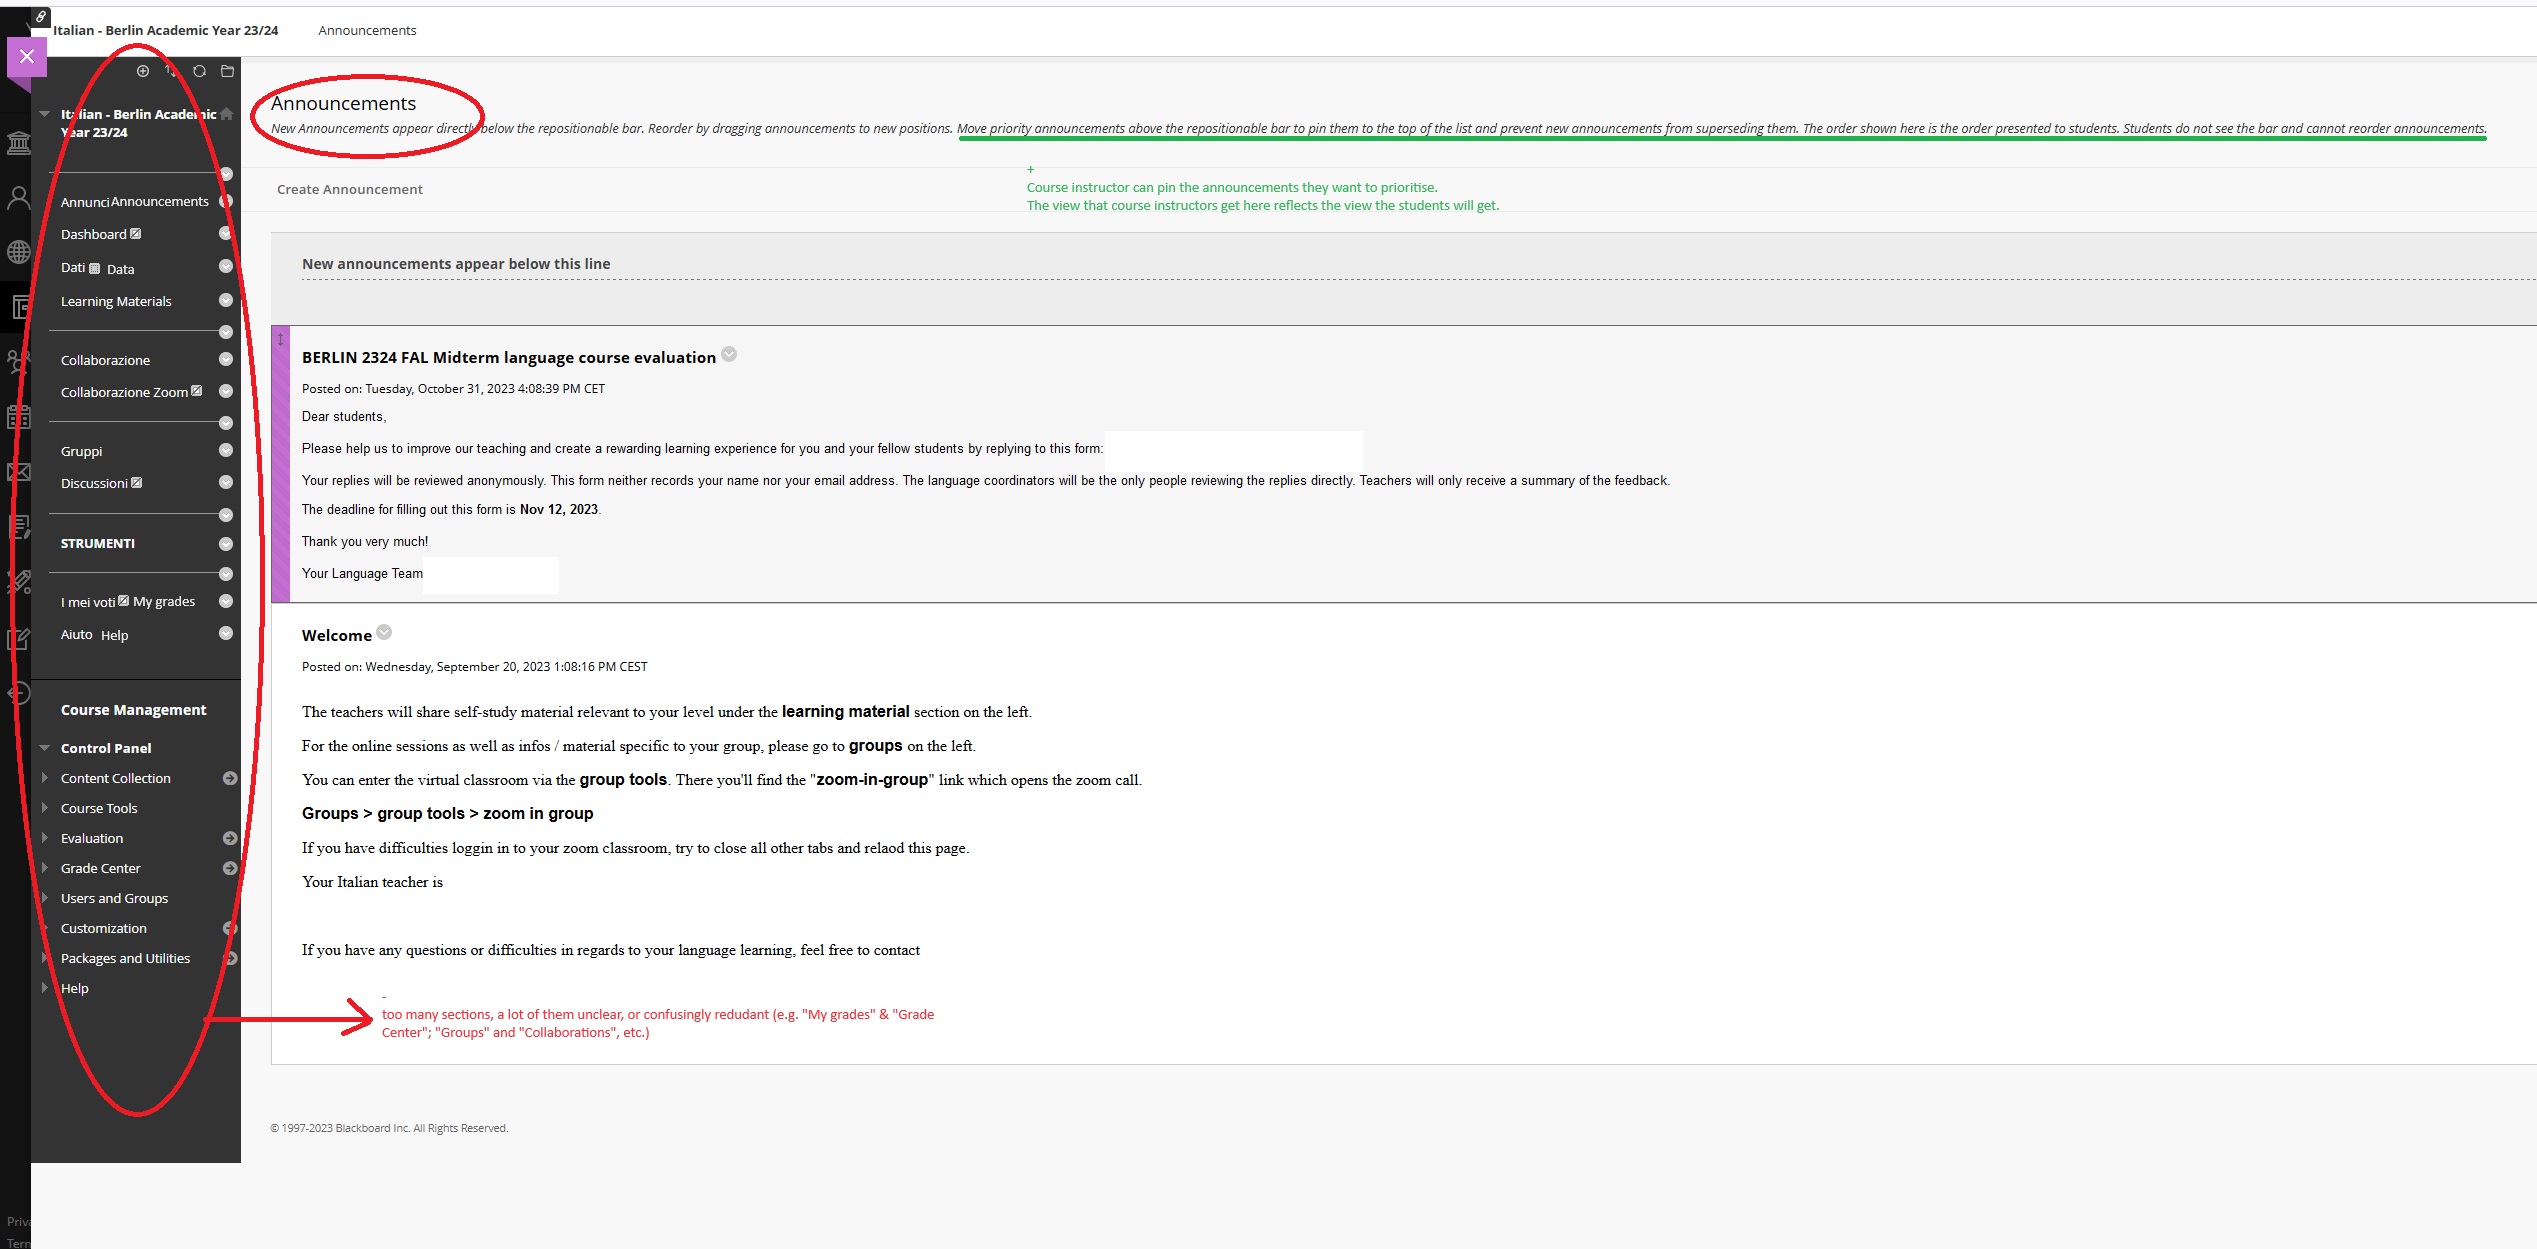 Italian - Berlin Academic Year 23/24
Announcements
Italian - Berlin Academic
Year 23/24
Annunci Announcements
Dashboard
Dati Data
Learning Materials
Collaborazione
Collaborazione Zoom
Gruppi
Discussioni
STRUMENTI
I mei voti My grades
Aiuto Help
Course Management
Control Panel
Content Collection
Course Tools
Evaluation
Grade Center
Users and Groups
Customization
Packages and Utilities
Help
Announcements
New Announcements appear directly below the repositionable bar. Reorder by dragging announcements to new positions. Move priority announcements above the repositionable bar to pin them to the top of the list and prevent new announcements from superseding them. The order shown here is the order presented to students. Students do not see the bar and cannot reorder announcements.
+
Course instructor can pin the announcements they want to prioritise.
The view that course instructors get here reflects the view the students will get.
Create Announcement
New announcements appear below this line
BERLIN 2324 FAL Midterm language course evaluation
Posted on: Tuesday, October 31, 2023 4:08:39 PM CET
Dear students,
Please help us to improve our teaching and create a rewarding learning experience for you and your fellow students by replying to this form:
Your replies will be reviewed anonymously. This form neither records your name nor your email address. The language coordinators will be the only people reviewing the replies directly. Teachers will only receive a summary of the feedback.
The deadline for filling out this form is Nov 12, 2023.
Thank you very much!
Your Language Team
Welcome
Posted on: Wednesday, September 20, 2023 1:08:16 PM CEST
The teachers will share self-study material relevant to your level under the learning material section on the left.
For the online sessions as well as infos / material specific to your group, please go to groups on the left.
You can enter the virtual classroom via the group tools. There you'll find the "zoom-in-group" link which opens the zoom call.
Groups > group tools > zoom in group
If you have difficulties loggin in to your zoom classroom, try to close all other tabs and relaod this page.
Your Italian teacher is
If you have any questions or difficulties in regards to your language learning, feel free to contact
-
too many sections, a lot of them unclear, or confusingly redudant (e.g. "My grades" & "Grade
Center"; "Groups" and "Collaborations", etc.)
© 1997-2023 Blackboard Inc. All Rights Reserved.